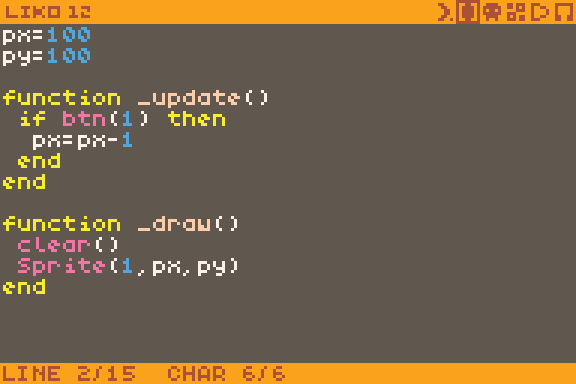 LIKO 12
px=100
py=100
function _update()
if btn(1) then
px=px-1
end
end
function _draw()
clear()
Sprite(1,px,py)
end
LINE 2/15 CHAR 6/6